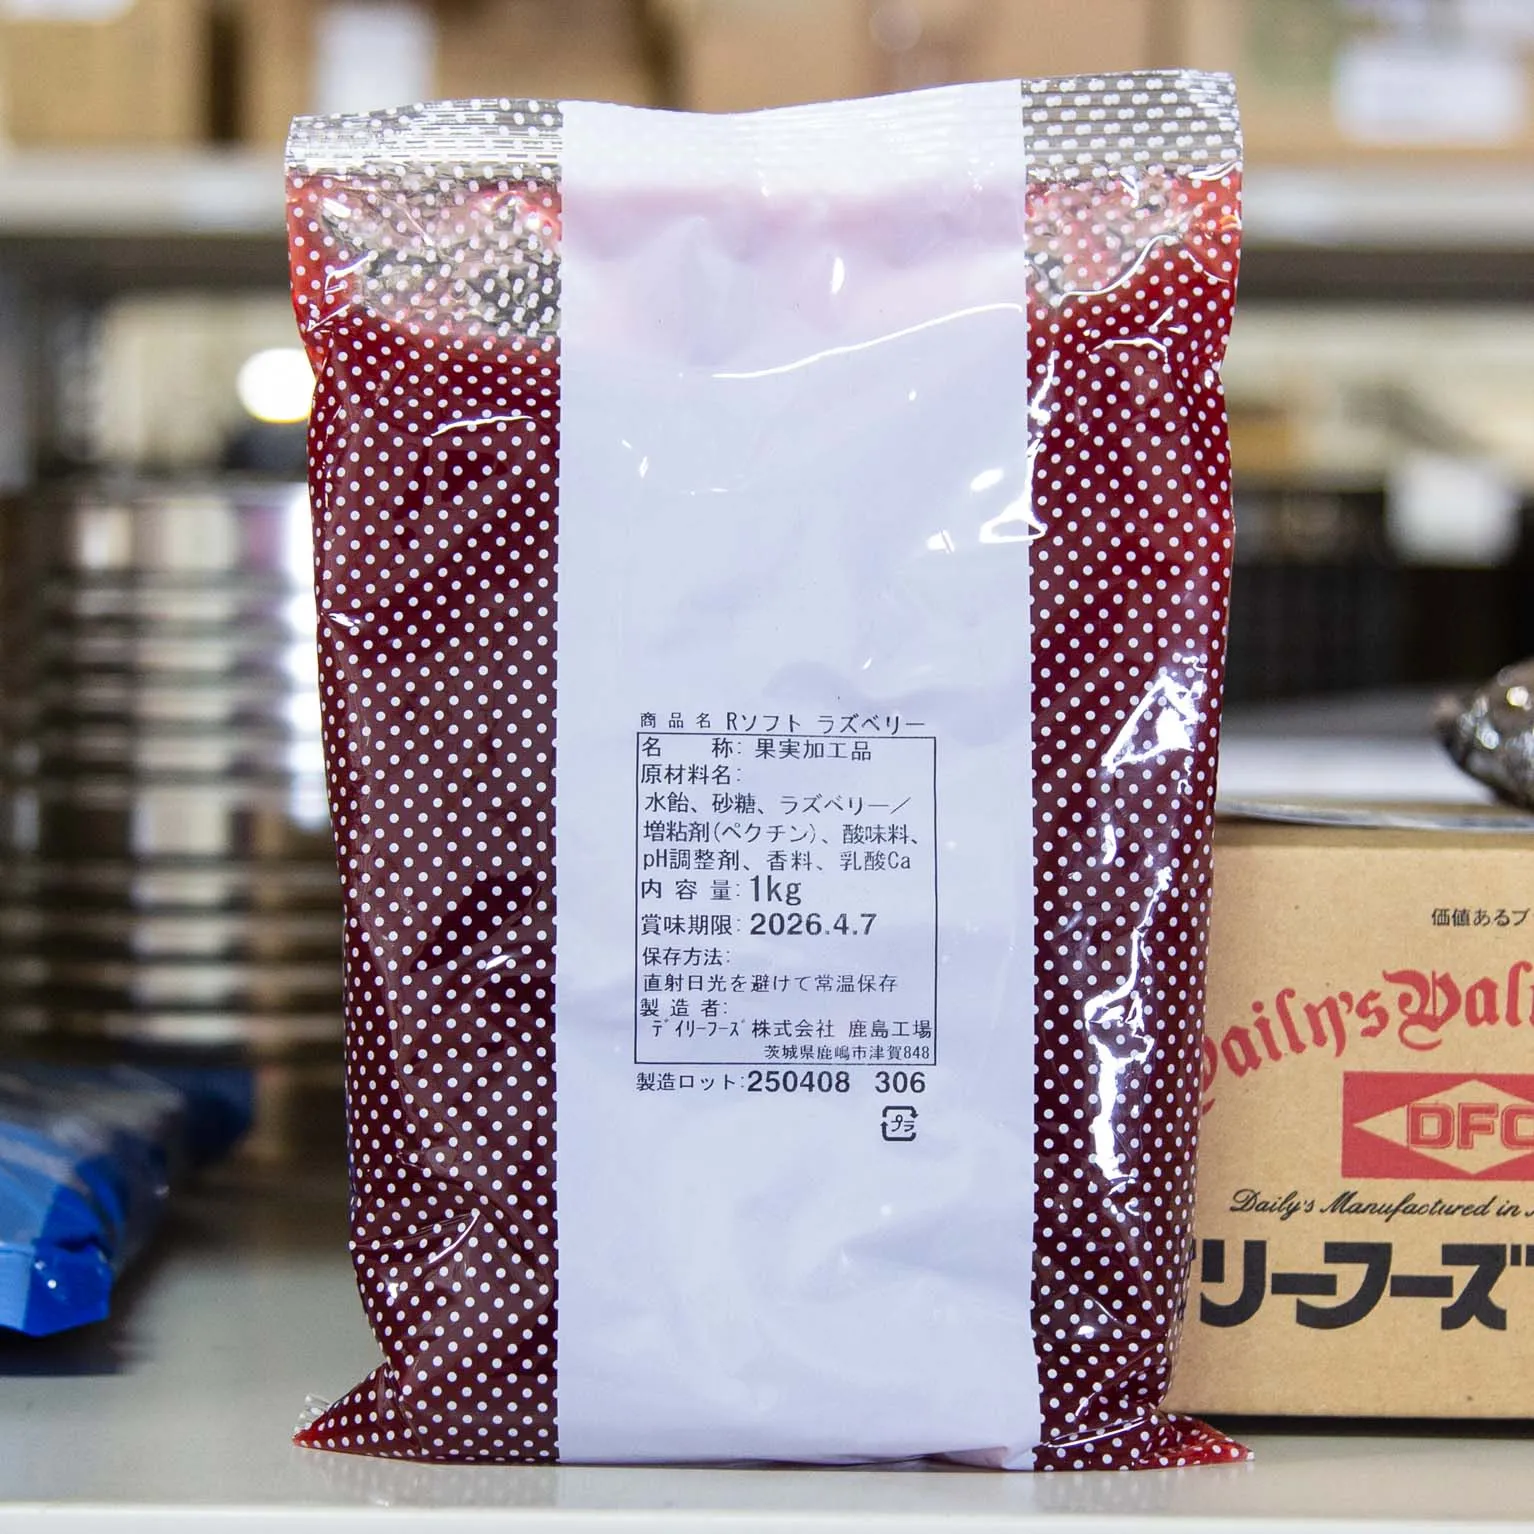 商品名 Rソフト ラズベリー
名　称: 果実加工品
原材料名:
水飴、砂糖、ラズベリー／
増粘剤(ペクチン)、酸味料、
pH調整剤、香料、乳酸Ca
内容量: 1kg
賞味期限: 2026.4.7
保存方法:
直射日光を避けて常温保存
製造者:
デイリーフーズ株式会社 鹿島工場
茨城県鹿嶋市津賀848
製造ロット:250408 306
プラ
価値あるブ
Daily's
DFC
Daily's Manufactured in
リーフーズ